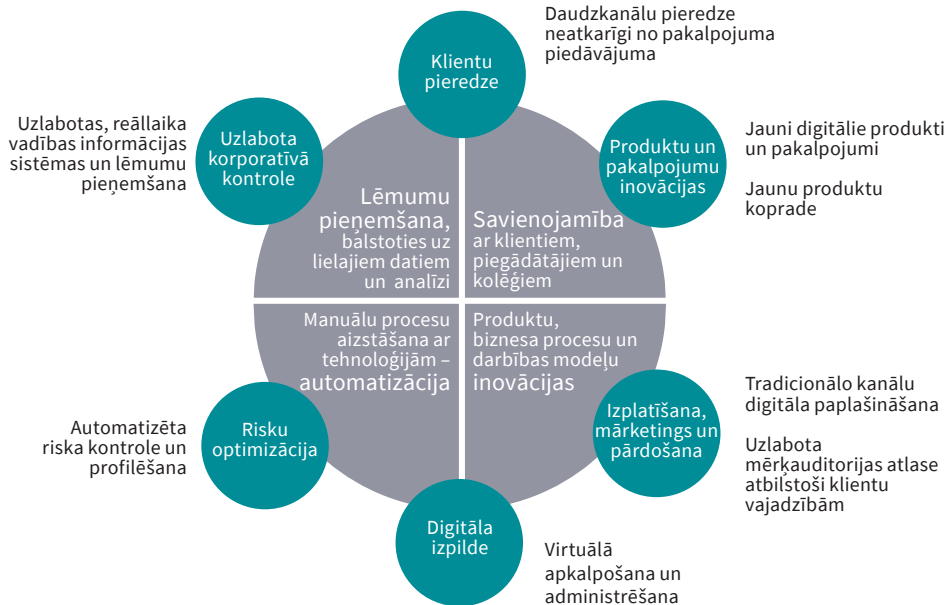 Klientu
pieredze
Daudzkanālu pieredze
neatkarīgi no pakalpojuma
piedāvājuma
Uzlabotas, reāllaika
vadības informācijas
sistēmas un lēmumu
pieņemšana
Uzlabota
korporatīvā
kontrole
Produktu un
pakalpojumu
inovācijas
Jauni digitālie produkti
un pakalpojumi
Jaunu produktu
koprade
Lēmumu
pieņemšana,
balstoties uz
lielajiem datiem
un analīzi
Savienojamība
ar klientiem,
piegādātājiem un
kolēģiem
Manuālu procesu
aizstāšana ar
tehnoloģijām –
automatizācija
Produktu,
biznesa procesu un
darbības modeļu
inovācijas
Automatizēta
riska kontrole un
profilēšana
Risku
optimizācija
Izplatīšana,
mārketings un
pārdošana
Tradicionālo kanālu
digitāla paplašināšana
Uzlabota
mērķauditorijas atlase
atbilstoši klientu
vajadzībām
Digitāla
izpilde
Virtuālā
apkalpošana un
administrēšana